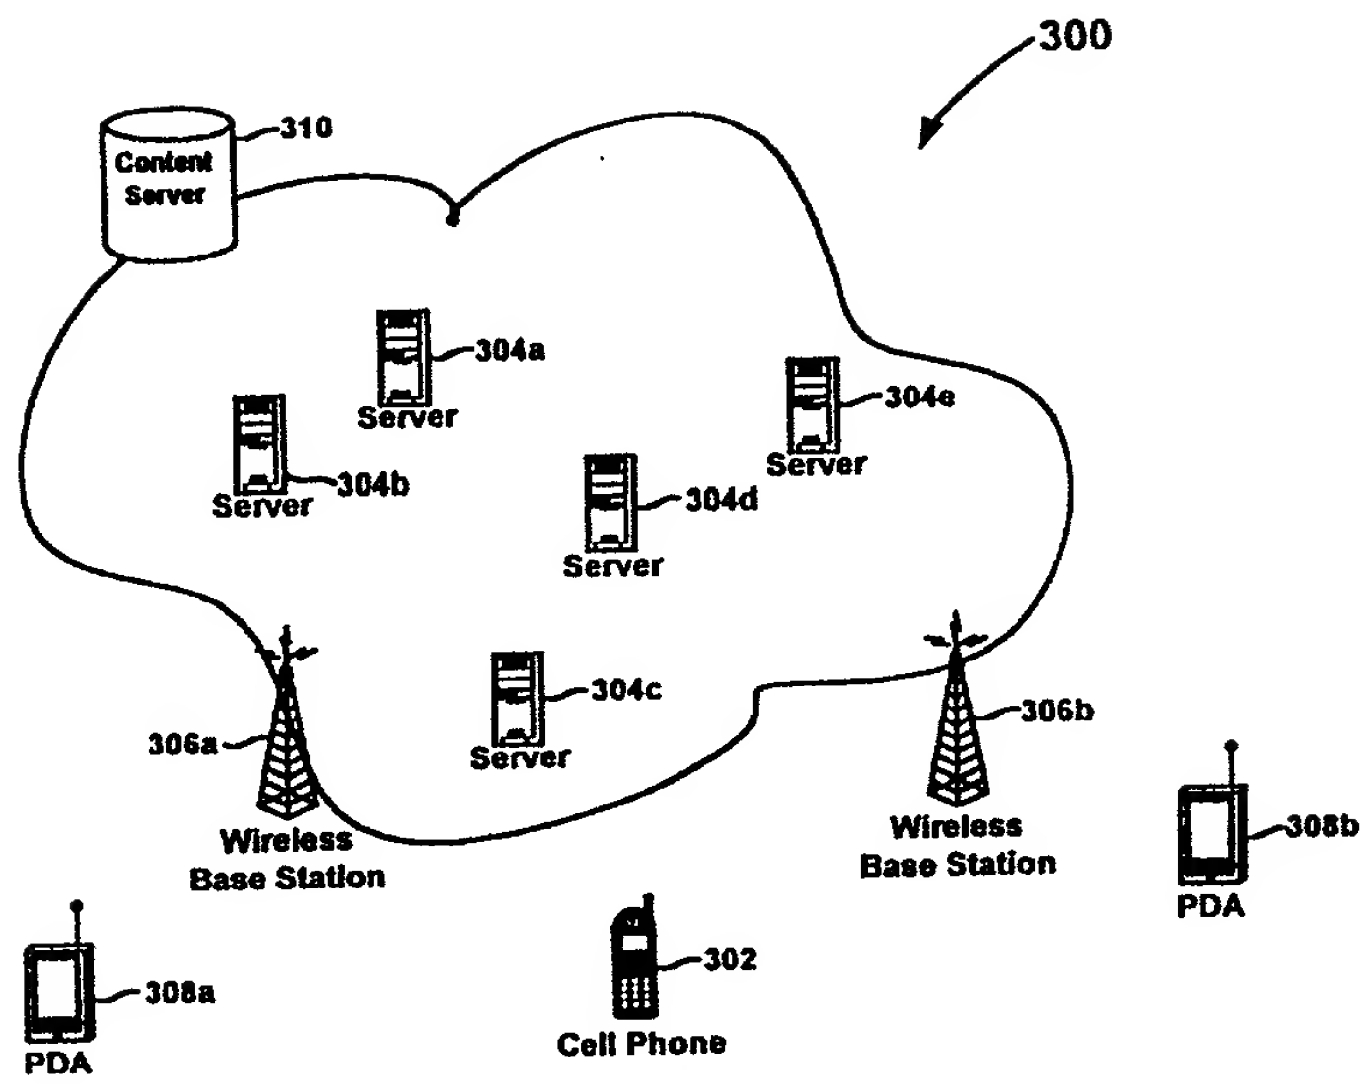 300
310
Content
Server
304a
Server
304e
Server
304b
Server
304d
Server
304c
Server
306a
Wireless
Base Station
306b
Wireless
Base Station
308b
PDA
302
Cell Phone
308a
PDA